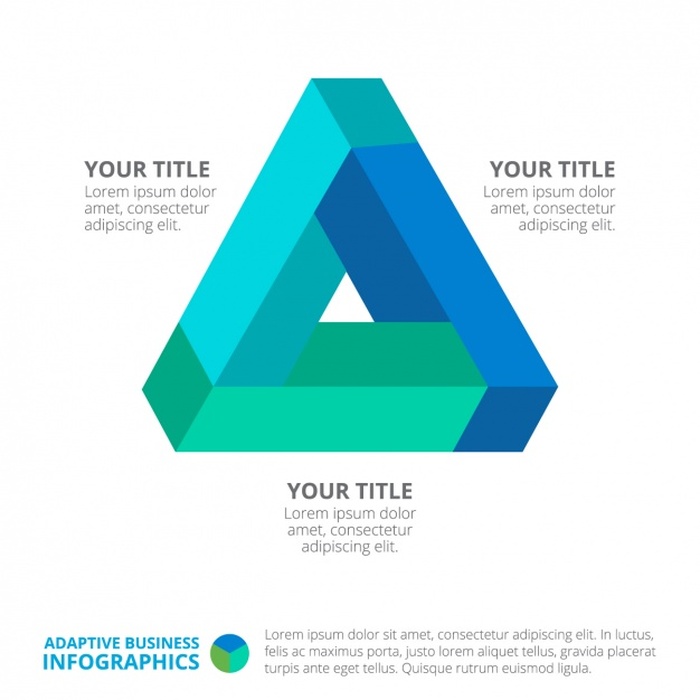 YOUR TITLE
Lorem ipsum dolor
amet, consectetur
adipiscing elit.
YOUR TITLE
Lorem ipsum dolor
amet, consectetur
adipiscing elit.
YOUR TITLE
Lorem ipsum dolor
amet, consectetur
adipiscing elit.
ADAPTIVE BUSINESS
INFOGRAPHICS
Lorem ipsum dolor sit amet, consectetur adipiscing elit. In luctus,
felis ac maximus porta, justo lorem aliquet tellus, gravida placerat
turpis ante tellus. Quisque rutrum euismod ligula.